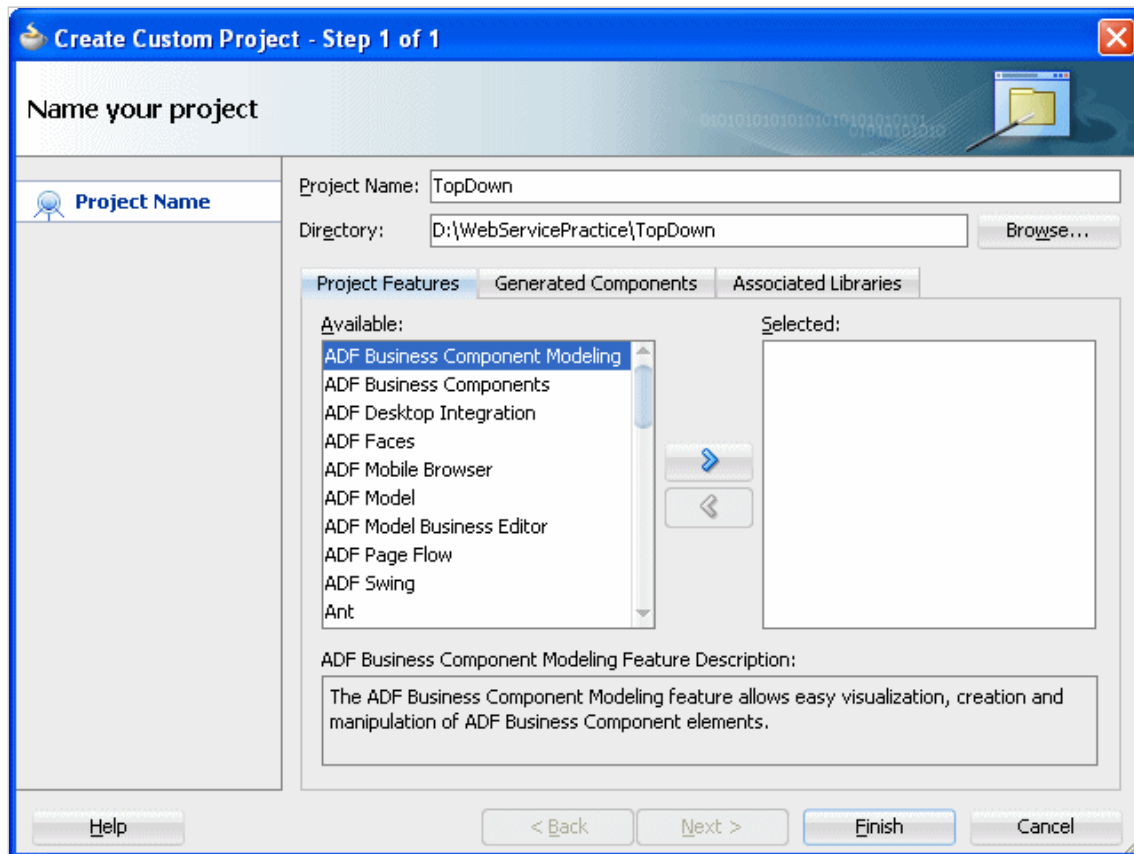 Create Custom Project - Step 1 of 1
Name your project
Project Name
Project Name: TopDown
Directory: D:\WebServicePractice\TopDown Browse...
Project Features Generated Components Associated Libraries
Available: Selected:
ADF Business Component Modeling
ADF Business Components
ADF Desktop Integration
ADF Faces
ADF Mobile Browser
ADF Model
ADF Model Business Editor
ADF Page Flow
ADF Swing
Ant
ADF Business Component Modeling Feature Description:
The ADF Business Component Modeling feature allows easy visualization, creation and
manipulation of ADF Business Component elements.
Help < Back Next > Finish Cancel